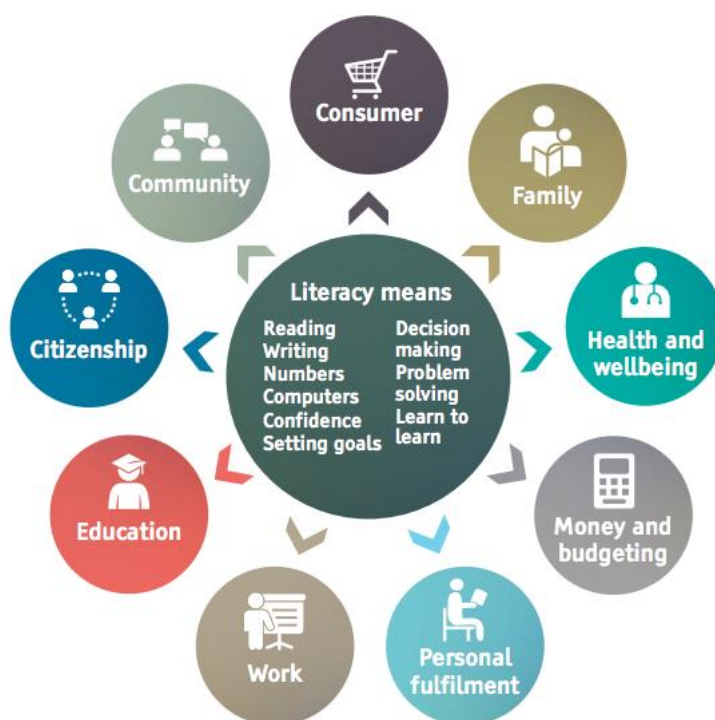 Consumer
Family
Health and
wellbeing
Money and
budgeting
Personal
fulfilment
Work
Education
Citizenship
Community
Literacy means
Reading
Writing
Numbers
Computers
Confidence
Setting goals
Decision
making
Problem
solving
Learn to
learn